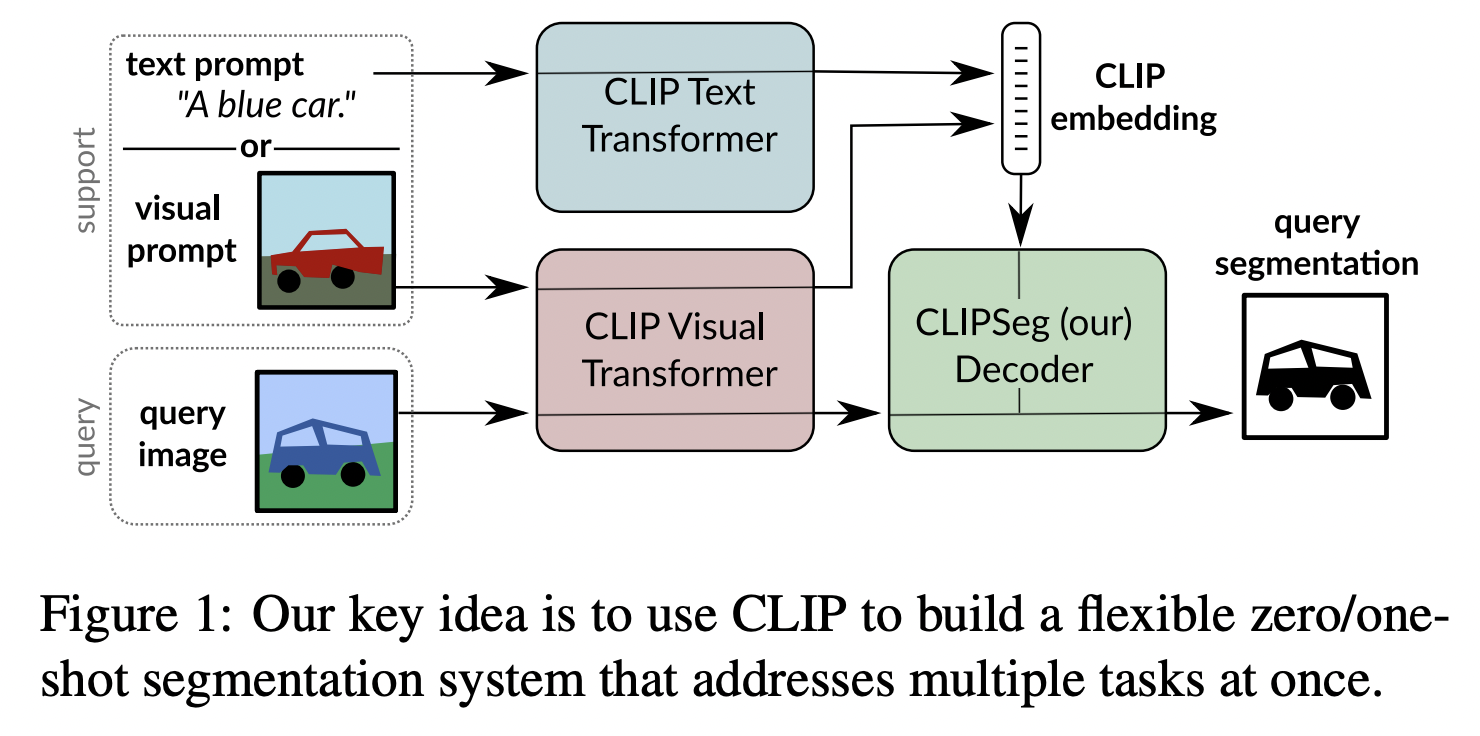 support
text prompt
"A blue car."
or
visual
prompt
query
query
image
CLIP Text
Transformer
CLIP Visual
Transformer
CLIP
embedding
CLIPSeg (our)
Decoder
query
segmentation
Figure 1: Our key idea is to use CLIP to build a flexible zero/one-
shot segmentation system that addresses multiple tasks at once.